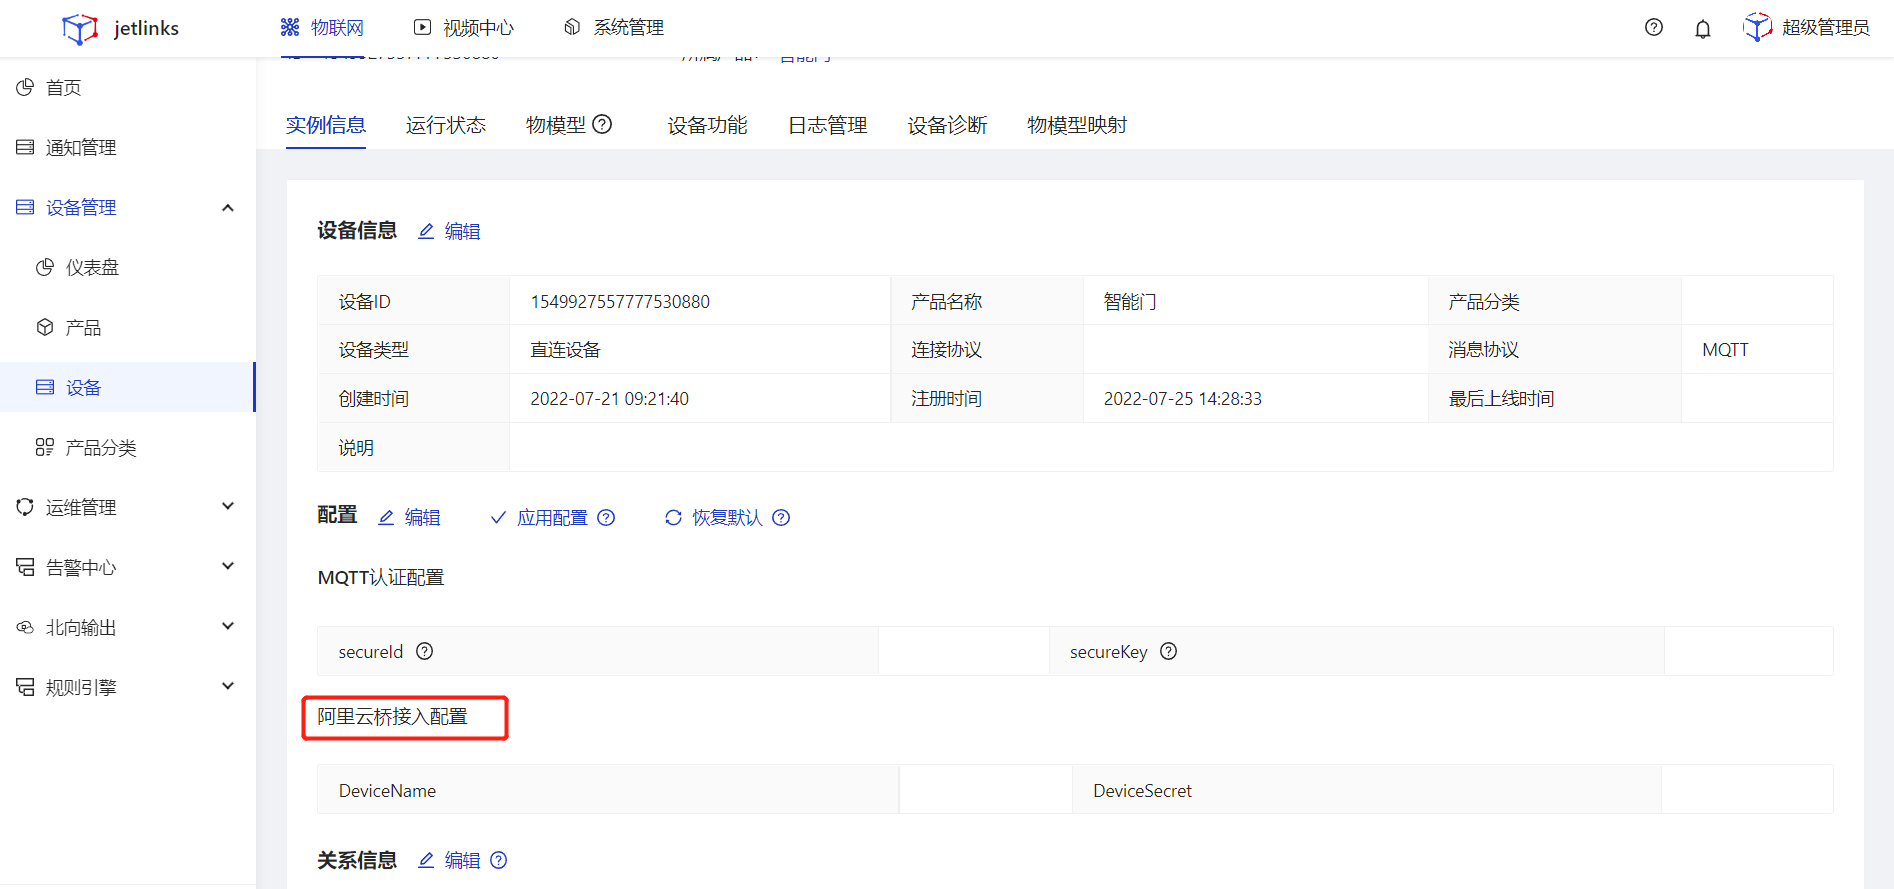 jetlinks
物联网
视频中心
系统管理
超级管理员
首页
通知管理
设备管理
仪表盘
产品
设备
产品分类
运维管理
告警中心
北向输出
规则引擎
实例信息 运行状态 物模型 设备功能 日志管理 设备诊断 物模型映射
设备信息 编辑
设备ID 1549927557777530880 产品名称 智能门 产品分类
设备类型 直连设备 连接协议 消息协议 MQTT
创建时间 2022-07-21 09:21:40 注册时间 2022-07-25 14:28:33 最后上线时间
说明
配置 编辑 应用配置 恢复默认
MQTT认证配置
secureId secureKey
阿里云桥接入配置
DeviceName DeviceSecret
关系信息 编辑